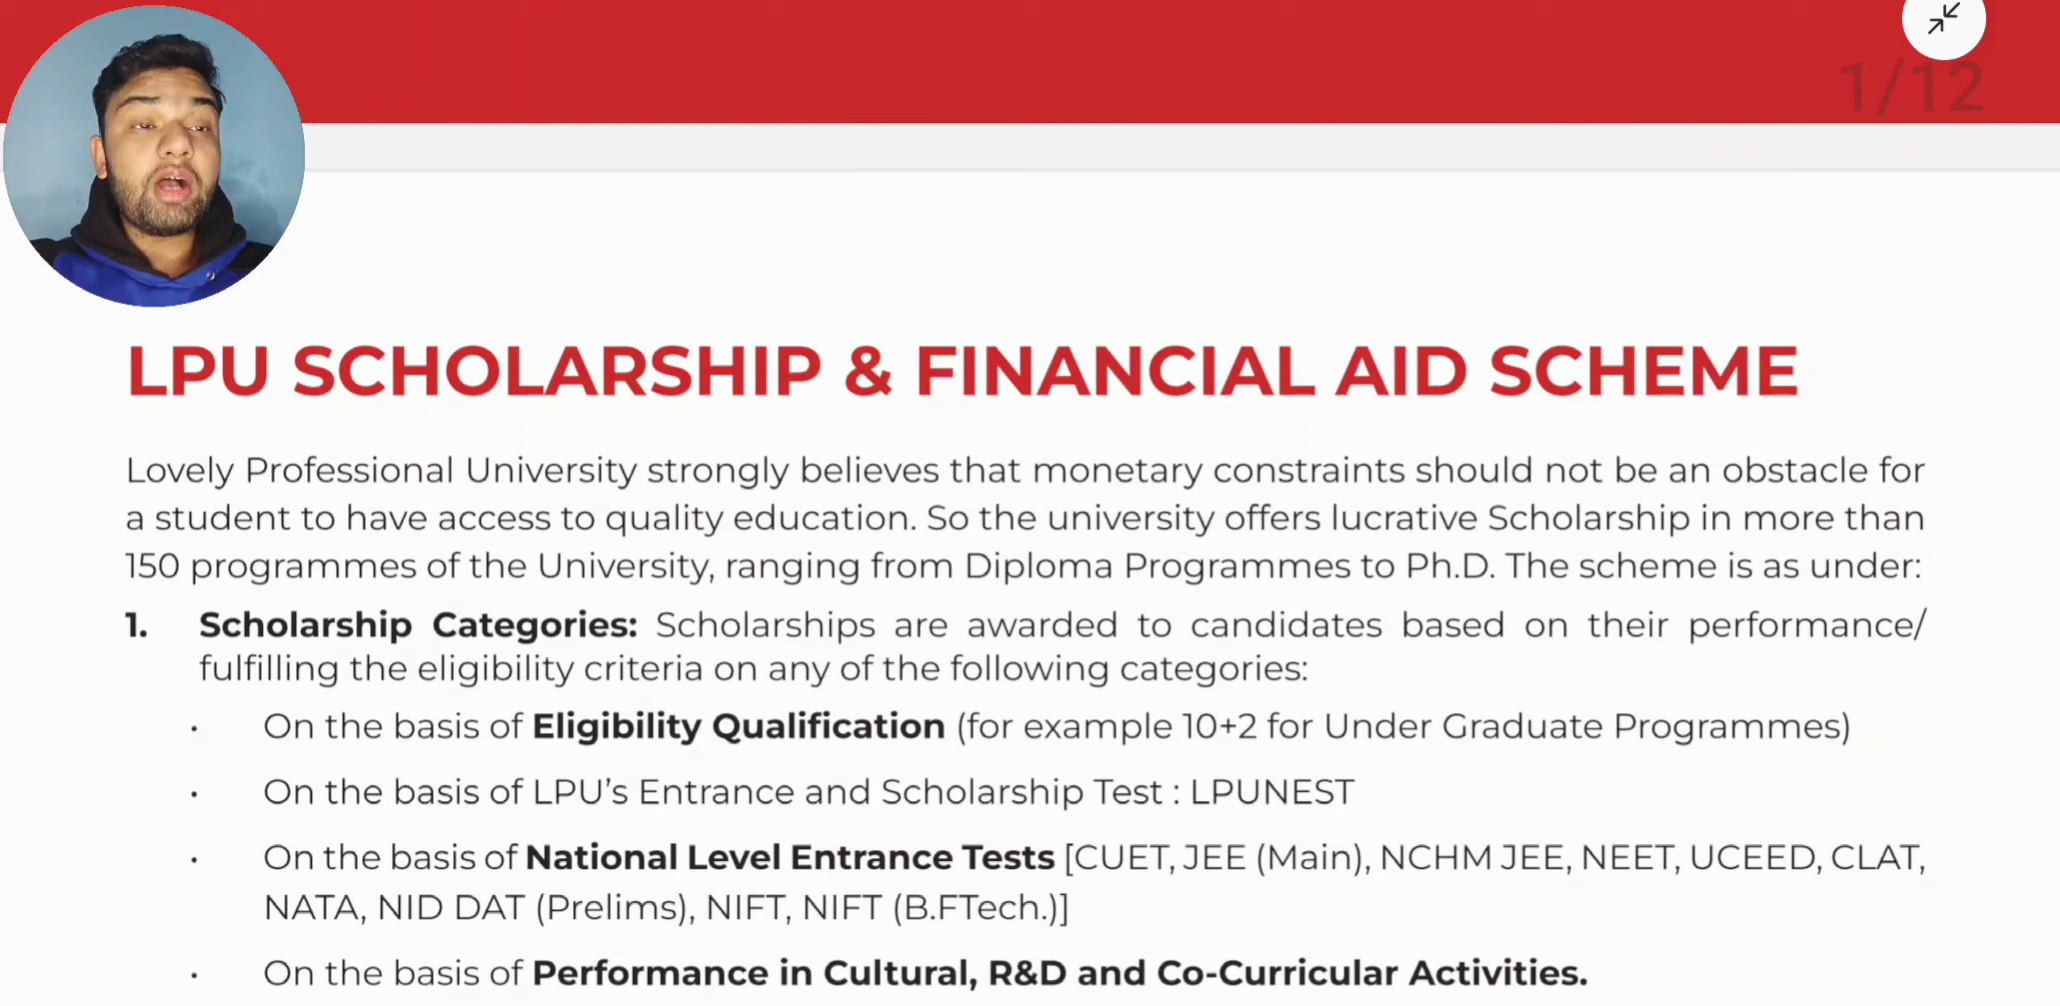 1/12
LPU SCHOLARSHIP & FINANCIAL AID SCHEME
Lovely Professional University strongly believes that monetary constraints should not be an obstacle for
a student to have access to quality education. So the university offers lucrative Scholarship in more than
150 programmes of the University, ranging from Diploma Programmes to Ph.D. The scheme is as under:
1. Scholarship Categories: Scholarships are awarded to candidates based on their performance/
fulfilling the eligibility criteria on any of the following categories:
· On the basis of Eligibility Qualification (for example 10+2 for Under Graduate Programmes)
· On the basis of LPU’s Entrance and Scholarship Test : LPUNEST
· On the basis of National Level Entrance Tests [CUET, JEE (Main), NCHM JEE, NEET, UCEED, CLAT,
NATA, NID DAT (Prelims), NIFT, NIFT (B.FTech.)]
· On the basis of Performance in Cultural, R&D and Co-Curricular Activities.